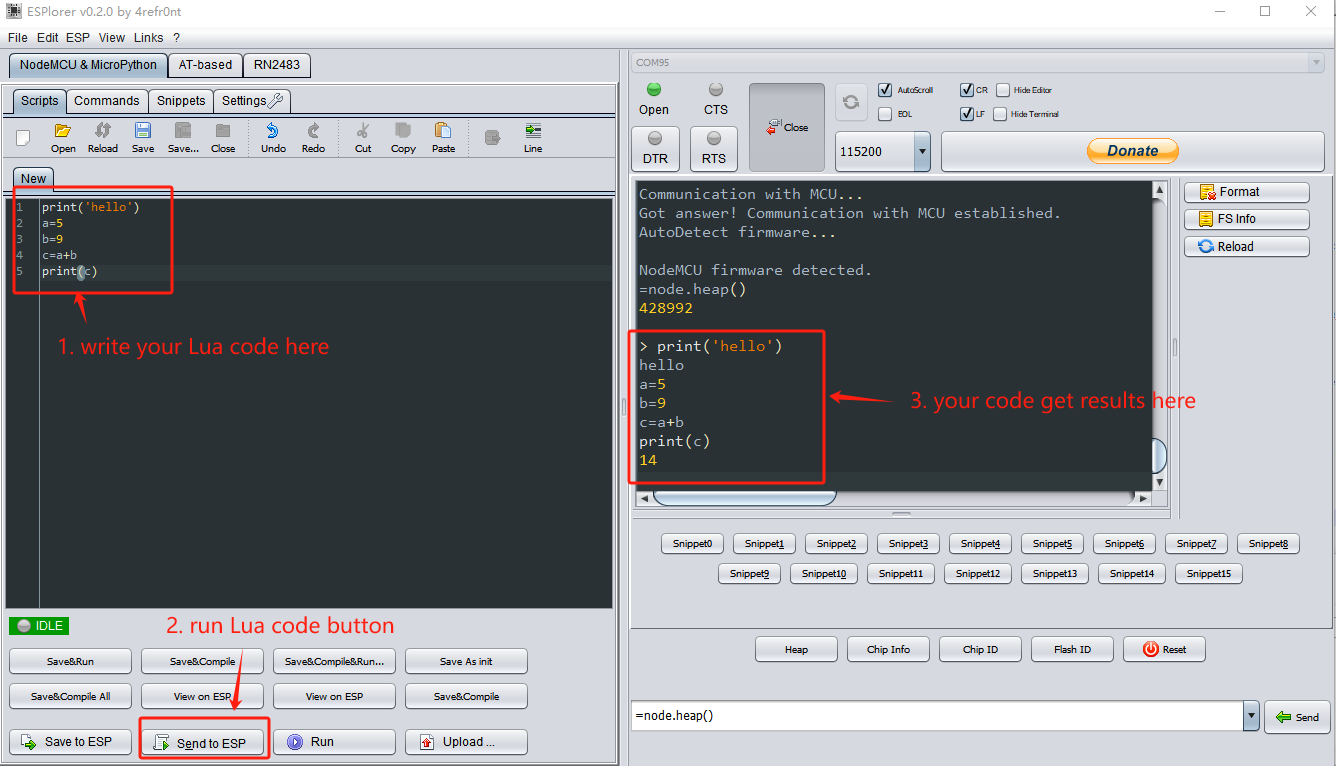 ESPlorer v0.2.0 by 4refr0nt
File Edit ESP View Links ?
NodeMCU & MicroPython AT-based RN2483
Scripts Commands Snippets Settings
Open Reload Save Save... Close Undo Redo Cut Copy Paste Line
New
1 print('hello')
2 a=5
3 b=9
4 c=a+b
5 print(c)
1. write your Lua code here
IDLE
2. run Lua code button
Save&Run Save&Compile Save&Compile&Run... Save As init
Save&Compile All View on ESP View on ESP Save&Compile
Save to ESP Send to ESP Run Upload ...
COM95
Open CTS Close AutoScroll CR Hide Editor
EOL LF Hide Terminal
DTR RTS 115200 Donate
Communication with MCU...
Got answer! Communication with MCU established.
AutoDetect firmware...
NodeMCU firmware detected.
=node.heap()
428992
> print('hello')
hello
a=5
b=9
c=a+b
print(c)
14
3. your code get results here
Format
FS Info
Reload
Snippet0 Snippet1 Snippet2 Snippet3 Snippet4 Snippet5 Snippet6 Snippet7 Snippet8
Snippet9 Snippet10 Snippet11 Snippet12 Snippet13 Snippet14 Snippet15
Heap Chip Info Chip ID Flash ID Reset
=node.heap() Send